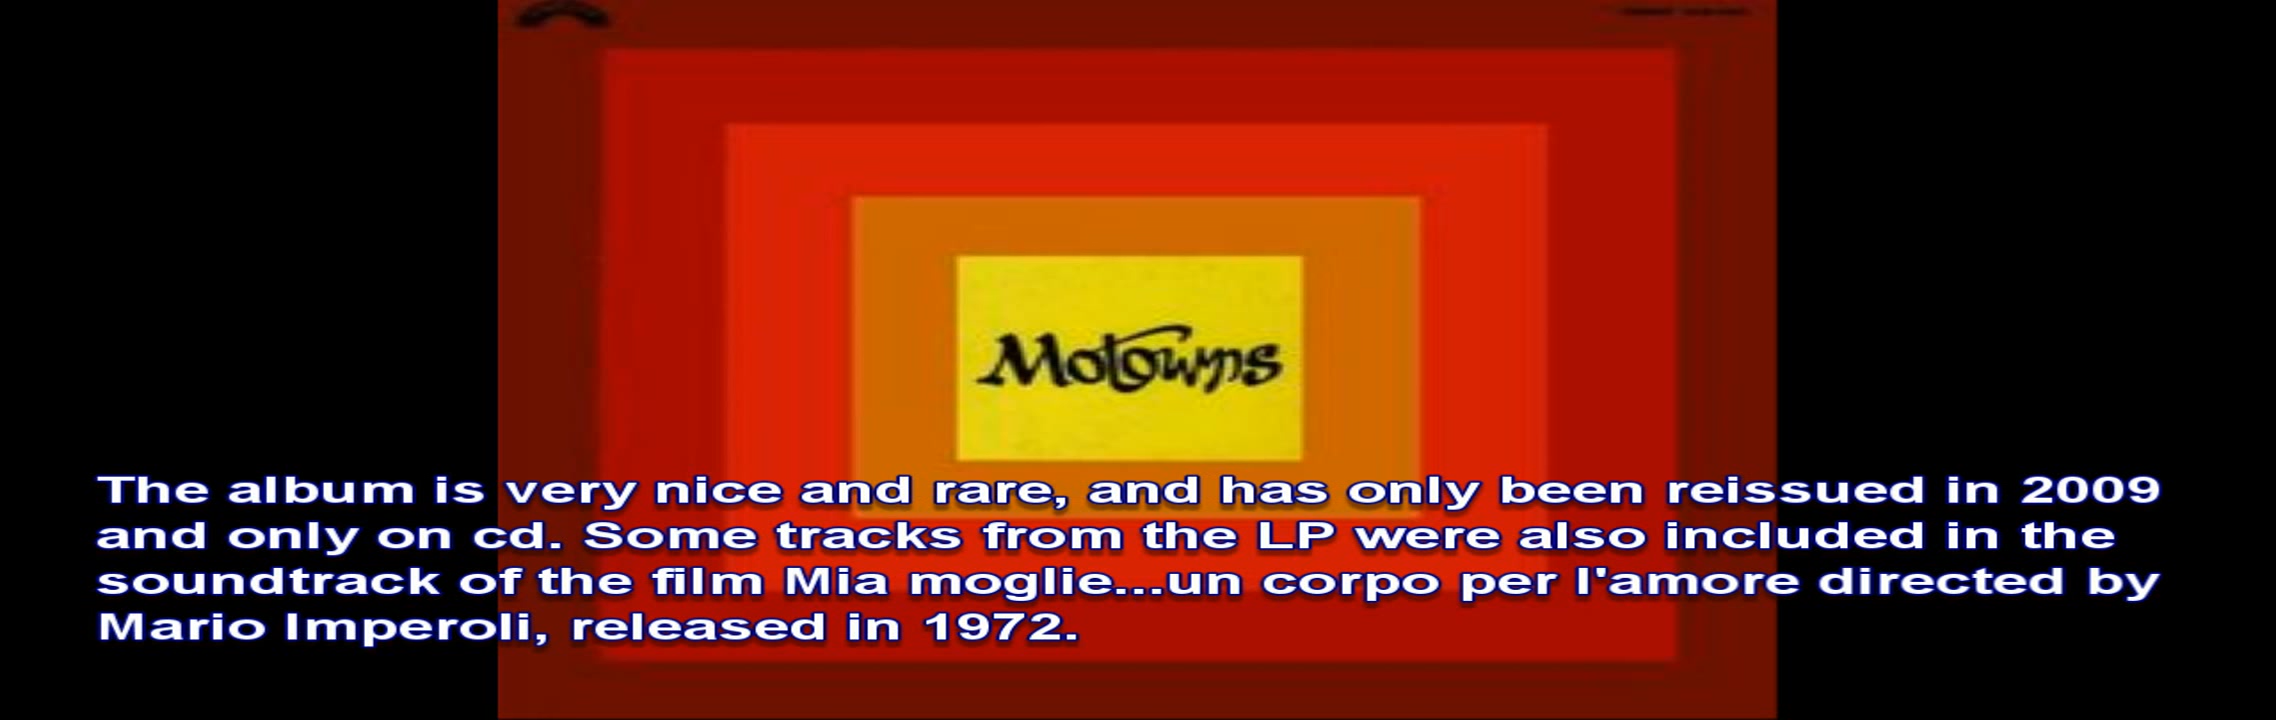 Motowns
The album is very nice and rare, and has only been reissued in 2009
and only on cd. Some tracks from the LP were also included in the
soundtrack of the film Mia moglie...un corpo per l'amore directed by
Mario Imperoli, released in 1972.